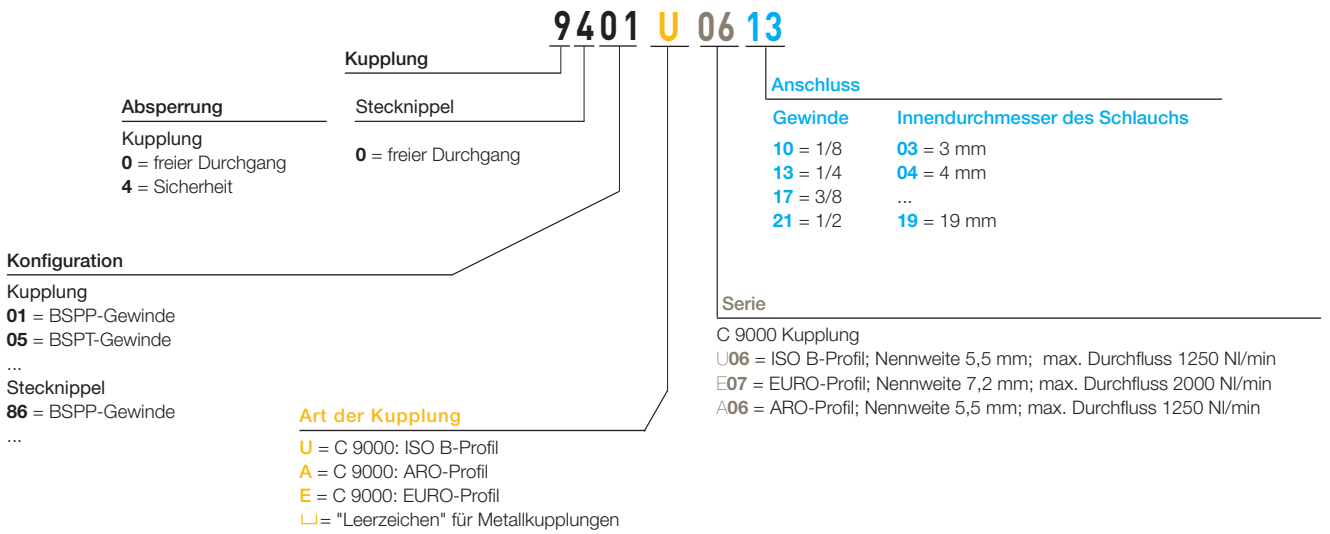 9401 U 06 13
Kupplung
Absperrung
Kupplung
0 = freier Durchgang
4 = Sicherheit
Stecknippel
0 = freier Durchgang
Anschluss
Gewinde
10 = 1/8
13 = 1/4
17 = 3/8
21 = 1/2
Innendurchmesser des Schlauchs
03 = 3 mm
04 = 4 mm
...
19 = 19 mm
Konfiguration
Kupplung
01 = BSPP-Gewinde
05 = BSPT-Gewinde
...
Stecknippel
86 = BSPP-Gewinde
...
Art der Kupplung
U = C 9000: ISO B-Profil
A = C 9000: ARO-Profil
E = C 9000: EURO-Profil
⌴= "Leerzeichen" für Metallkupplungen
Serie
C 9000 Kupplung
U06 = ISO B-Profil; Nennweite 5,5 mm; max. Durchfluss 1250 Nl/min
E07 = EURO-Profil; Nennweite 7,2 mm; max. Durchfluss 2000 Nl/min
A06 = ARO-Profil; Nennweite 5,5 mm; max. Durchfluss 1250 Nl/min